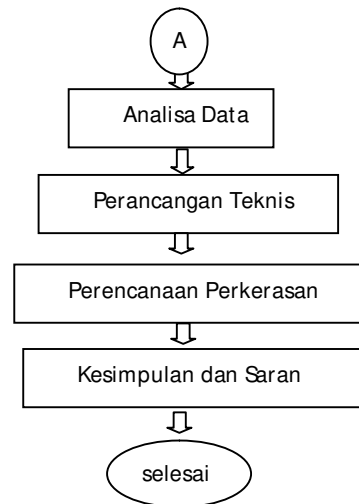 A
Analisa Data
Perancangan Teknis
Perencanaan Perkerasan
Kesimpulan dan Saran
selesai